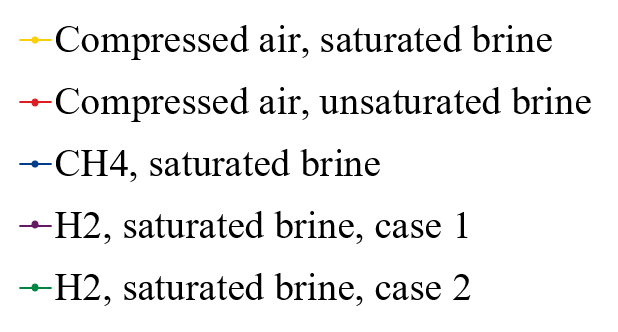 Compressed air, saturated brine
Compressed air, unsaturated brine
CH4, saturated brine
H2, saturated brine, case 1
H2, saturated brine, case 2